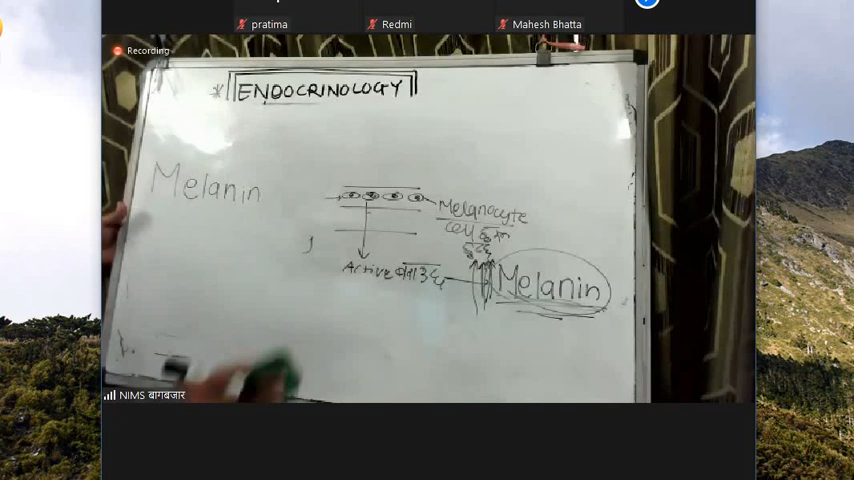 pratima
Redmi
Mahesh Bhatta
Recording
* ENDOCRINOLOGY
Melanin
Melanocyte
cell
Active
Melanin
NIMS बागबजार